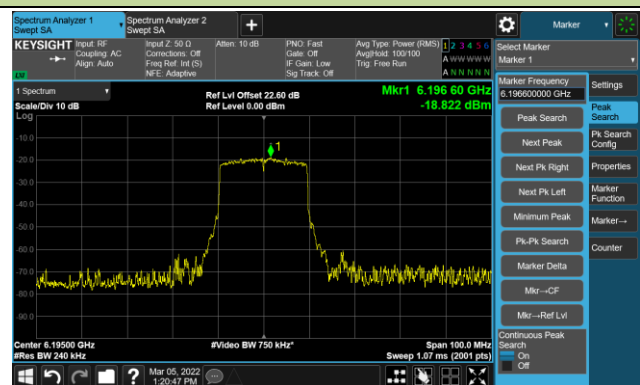 Spectrum Analyzer 1
Swept SA
Spectrum Analyzer 2
Swept SA
+
Marker
KEYSIGHT
Input: RF
Coupling: AC
Align: Auto
Input Z: 50 Ω
Corrections: Off
Freq Ref: Int (S)
NFE: Adaptive
Atten: 10 dB
PNO: Fast
Gate: Off
IF Gain: Low
Sig Track: Off
Avg Type: Power (RMS)
Avg|Hold: 100/100
Trig: Free Run
1 2 3 4 5 6
A W W W W W
A N N N N N
LW
Select Marker
Marker 1
1 Spectrum
Scale/Div 10 dB
Ref Lvl Offset 22.60 dB
Ref Level 0.00 dBm
Mkr1 6.196 60 GHz
-18.822 dBm
Log
-10.0
-20.0
-30.0
-40.0
-50.0
-60.0
-70.0
-80.0
-90.0
1
Center 6.19500 GHz
#Res BW 240 kHz
#Video BW 750 kHz*
Span 100.0 MHz
Sweep 1.07 ms (2001 pts)
Marker Frequency
6.196600000 GHz
Peak Search
Next Peak
Next Pk Right
Next Pk Left
Minimum Peak
Pk-Pk Search
Marker Delta
Mkr→CF
Mkr→Ref Lvl
Continuous Peak
Search
On
Off
Settings
Peak
Search
Pk Search
Config
Properties
Marker
Function
Marker→
Counter
?
Mar 05, 2022
1:20:47 PM